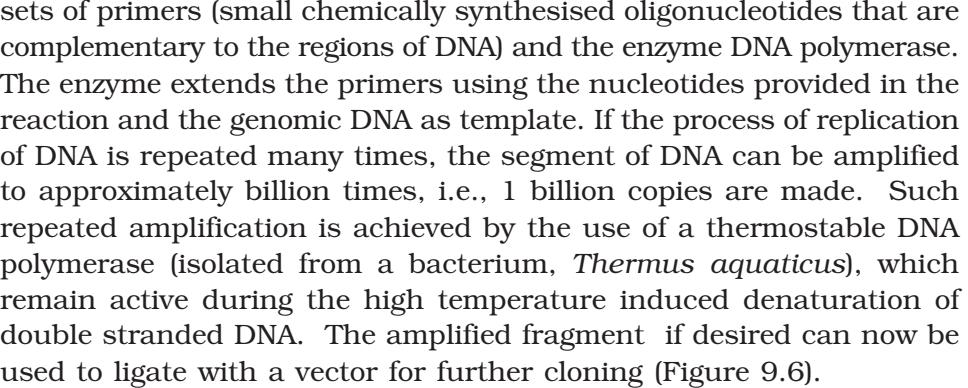 sets of primers (small chemically synthesised oligonucleotides that are
complementary to the regions of DNA) and the enzyme DNA polymerase.
The enzyme extends the primers using the nucleotides provided in the
reaction and the genomic DNA as template. If the process of replication
of DNA is repeated many times, the segment of DNA can be amplified
to approximately billion times, i.e., 1 billion copies are made. Such
repeated amplification is achieved by the use of a thermostable DNA
polymerase (isolated from a bacterium, Thermus aquaticus), which
remain active during the high temperature induced denaturation of
double stranded DNA. The amplified fragment if desired can now be
used to ligate with a vector for further cloning (Figure 9.6).